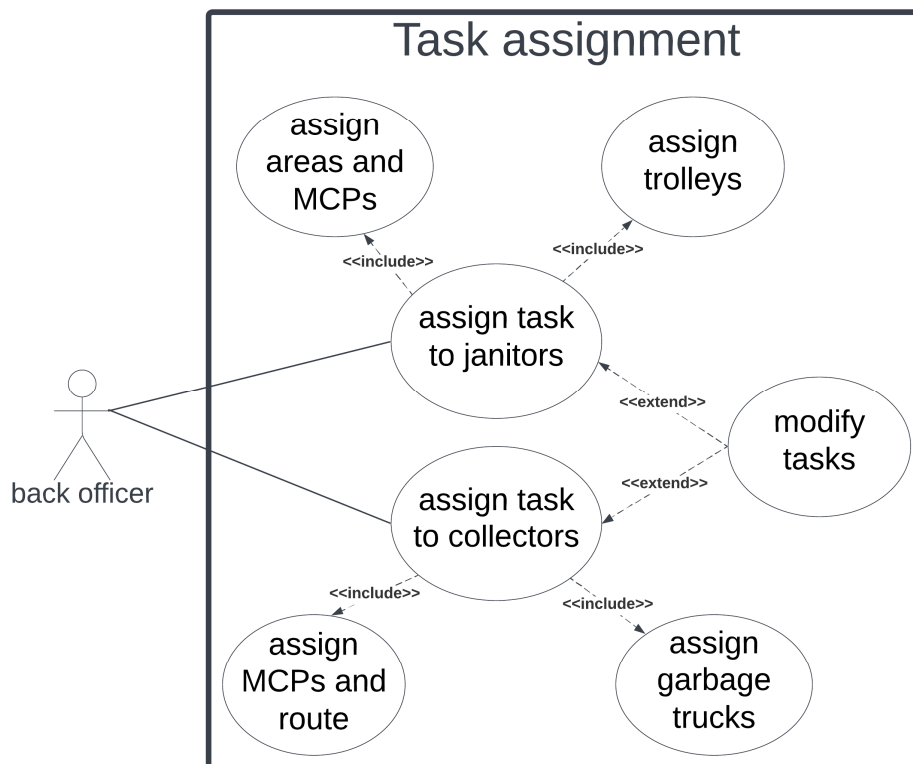 Task assignment
assign
areas and
MCPs
assign
trolleys
<<include>>
<<include>>
assign task
to janitors
<<extend>>
modify
tasks
back officer
<<extend>>
assign task
to collectors
<<include>>
<<include>>
assign
MCPs and
route
assign
garbage
trucks